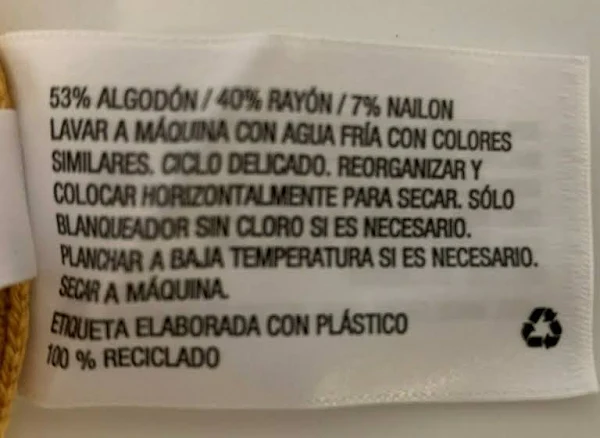 53% ALGODÓN / 40% RAYÓN / 7% NAILON
LAVAR A MÁQUINA CON AGUA FRÍA CON COLORES
SIMILARES. CICLO DELICADO. REORGANIZAR Y
COLOCAR HORIZONTALMENTE PARA SECAR. SÓLO
BLANQUEADOR SIN CLORO SI ES NECESARIO.
PLANCHAR A BAJA TEMPERATURA SI ES NECESARIO.
SECAR A MÁQUINA.
ETIQUETA ELABORADA CON PLÁSTICO
100 % RECICLADO